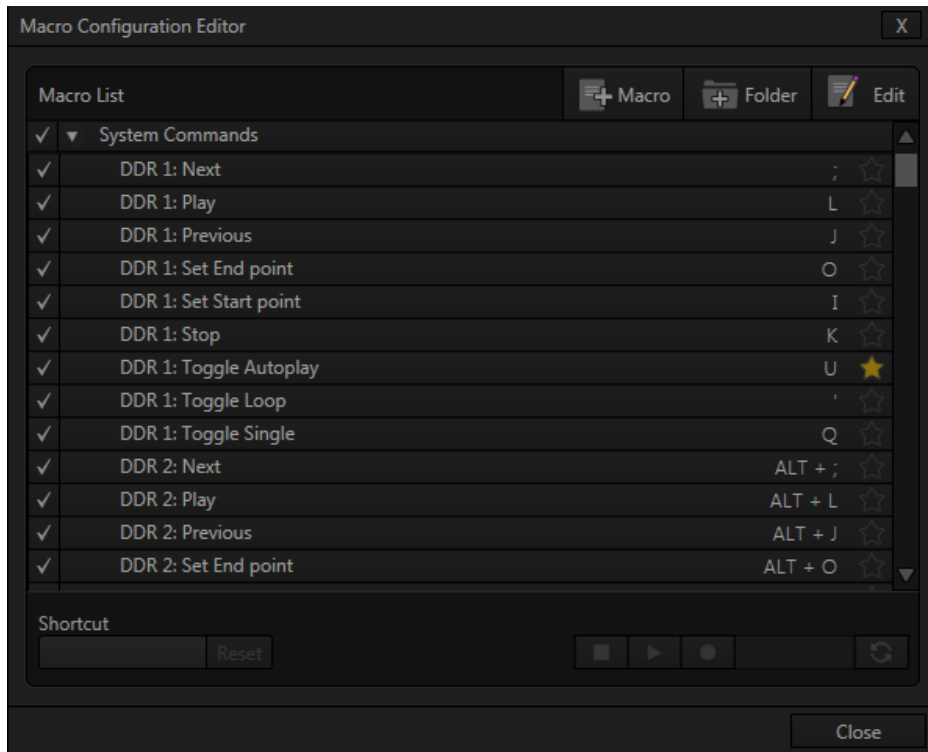 Macro Configuration Editor X
Macro List Macro Folder Edit
System Commands
DDR 1: Next ;
DDR 1: Play L
DDR 1: Previous J
DDR 1: Set End point O
DDR 1: Set Start point I
DDR 1: Stop K
DDR 1: Toggle Autoplay U
DDR 1: Toggle Loop '
DDR 1: Toggle Single Q
DDR 2: Next ALT + ;
DDR 2: Play ALT + L
DDR 2: Previous ALT + J
DDR 2: Set End point ALT + O
Shortcut
Reset
Close